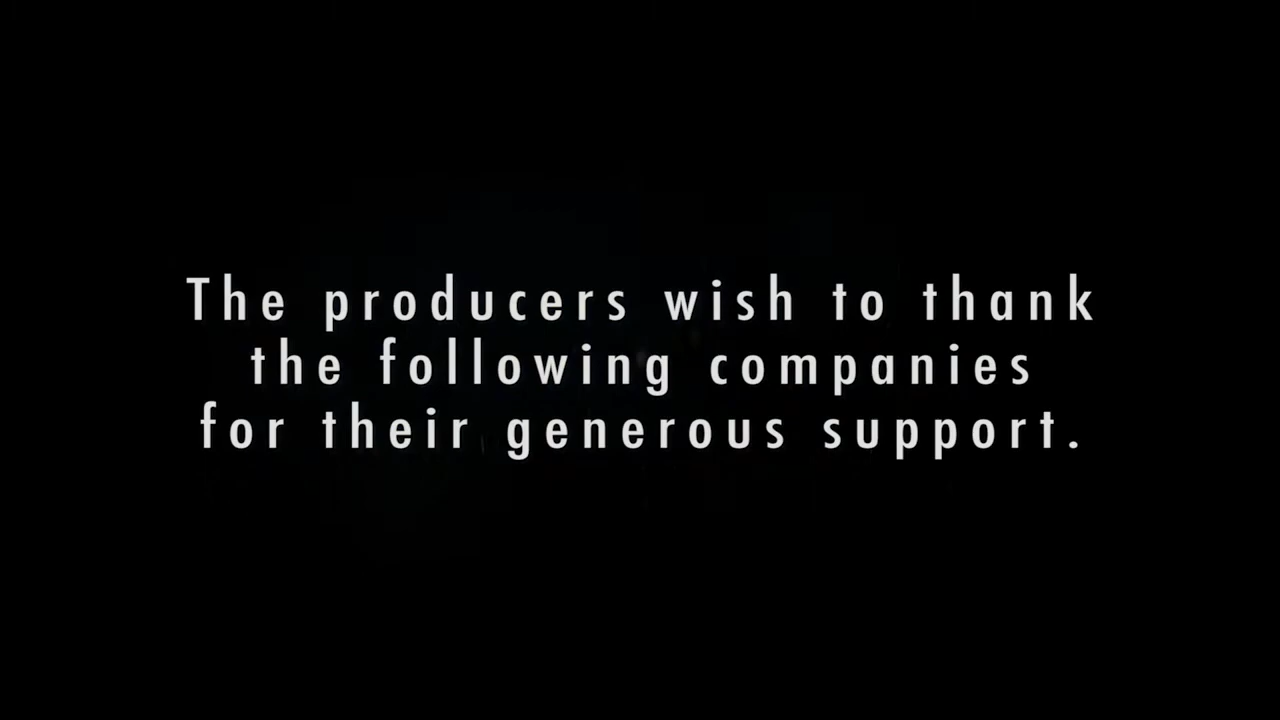 The producers wish to thank
the following companies
for their generous support.